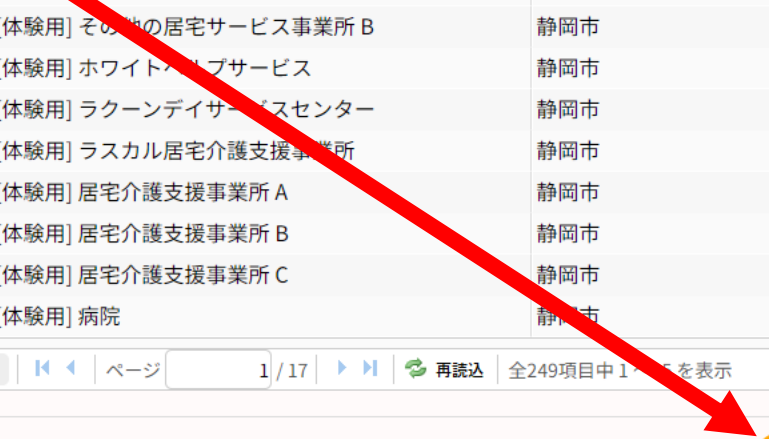 [体験用] その他の居宅サービス事業所 B 静岡市
[体験用] ホワイトヘルプサービス 静岡市
[体験用] ラクーンデイサービスセンター 静岡市
[体験用] ラスカル居宅介護支援事業所 静岡市
[体験用] 居宅介護支援事業所 A 静岡市
[体験用] 居宅介護支援事業所 B 静岡市
[体験用] 居宅介護支援事業所 C 静岡市
[体験用] 病院 静岡市
ページ 1 / 17 再読込 全249項目中 1 を表示